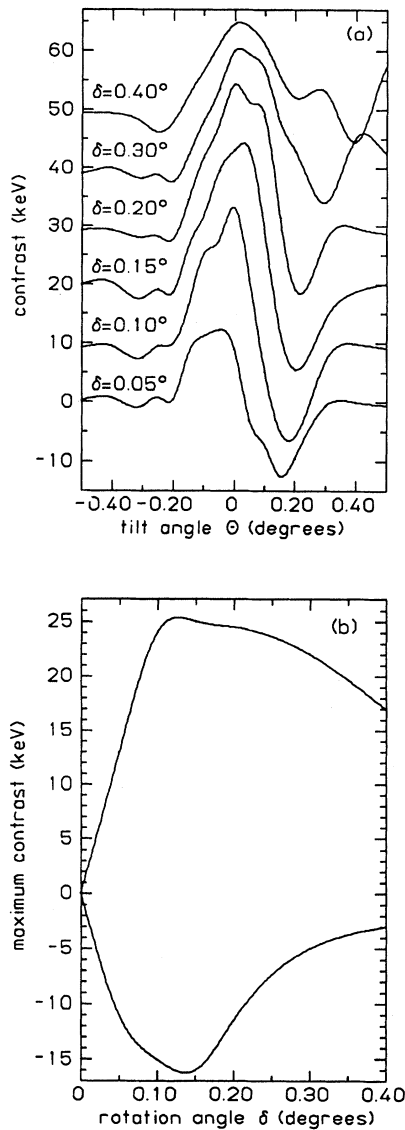 (a)
60
50
40
30
20
10
0
-10
contrast (keV)
δ=0.40°
δ=0.30°
δ=0.20°
δ=0.15°
δ=0.10°
δ=0.05°
-0.40 -0.20 0 0.20 0.40
tilt angle Θ (degrees)
(b)
25
20
15
10
5
0
-5
-10
-15
maximum contrast (keV)
0 0.10 0.20 0.30 0.40
rotation angle δ (degrees)